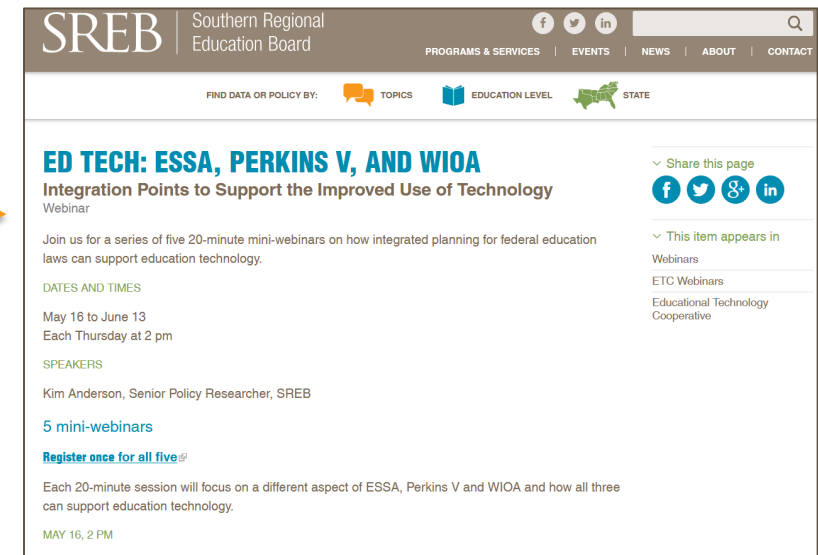 SREB
Southern Regional
Education Board
PROGRAMS & SERVICES | EVENTS | NEWS | ABOUT | CONTACT
FIND DATA OR POLICY BY: TOPICS EDUCATION LEVEL STATE
ED TECH: ESSA, PERKINS V, AND WIOA
Integration Points to Support the Improved Use of Technology
Webinar
Join us for a series of five 20-minute mini-webinars on how integrated planning for federal education
laws can support education technology.
DATES AND TIMES
May 16 to June 13
Each Thursday at 2 pm
SPEAKERS
Kim Anderson, Senior Policy Researcher, SREB
5 mini-webinars
Register once for all five
Each 20-minute session will focus on a different aspect of ESSA, Perkins V and WIOA and how all three
can support education technology.
MAY 16, 2 PM
Share this page
This item appears in
Webinars
ETC Webinars
Educational Technology
Cooperative